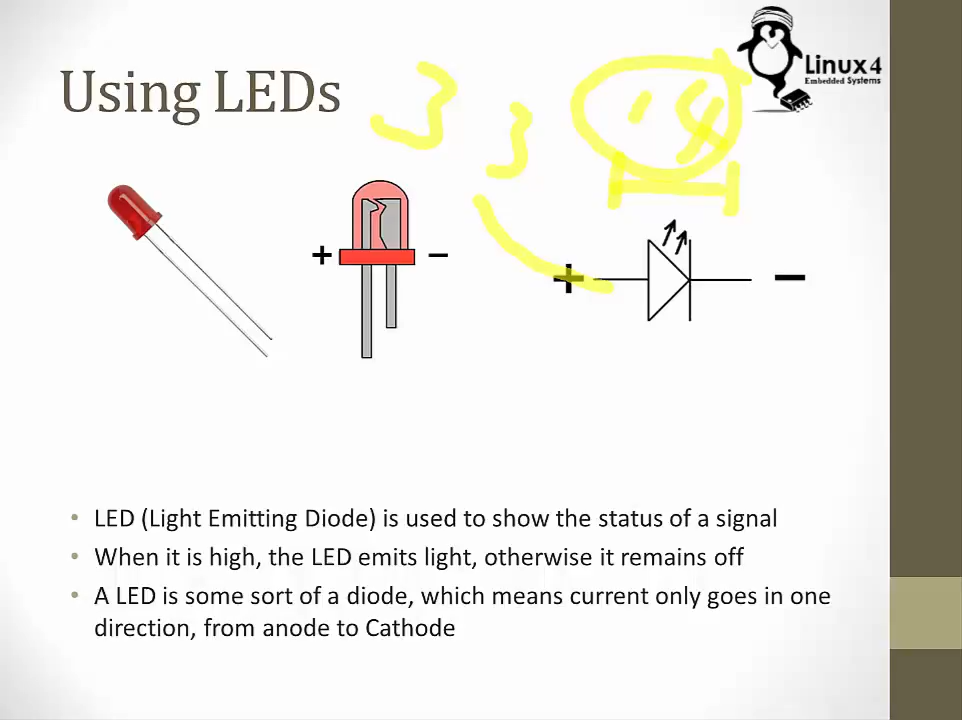 Using LEDs
3 3
Linux4
Embedded Systems
+ –
+ –
• LED (Light Emitting Diode) is used to show the status of a signal
• When it is high, the LED emits light, otherwise it remains off
• A LED is some sort of a diode, which means current only goes in one
direction, from anode to Cathode